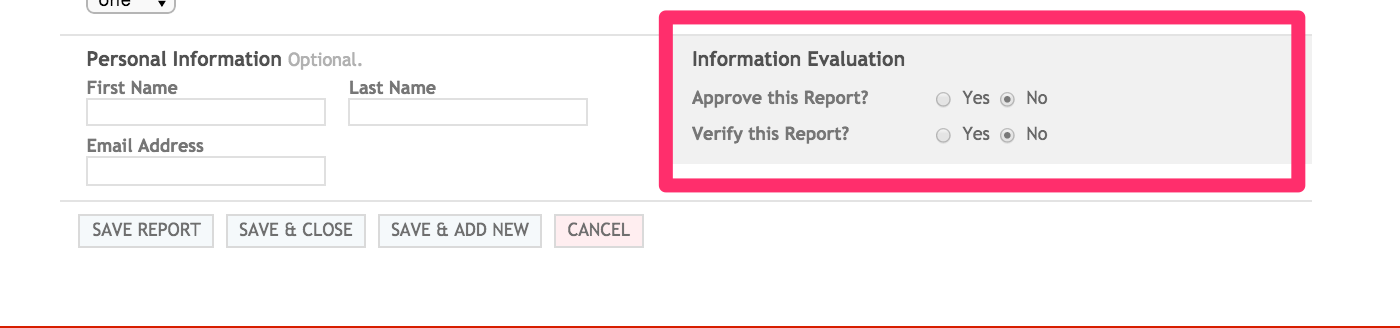 one
Personal Information Optional.
First Name Last Name
Email Address
Information Evaluation
Approve this Report? Yes No
Verify this Report? Yes No
SAVE REPORT SAVE & CLOSE SAVE & ADD NEW CANCEL